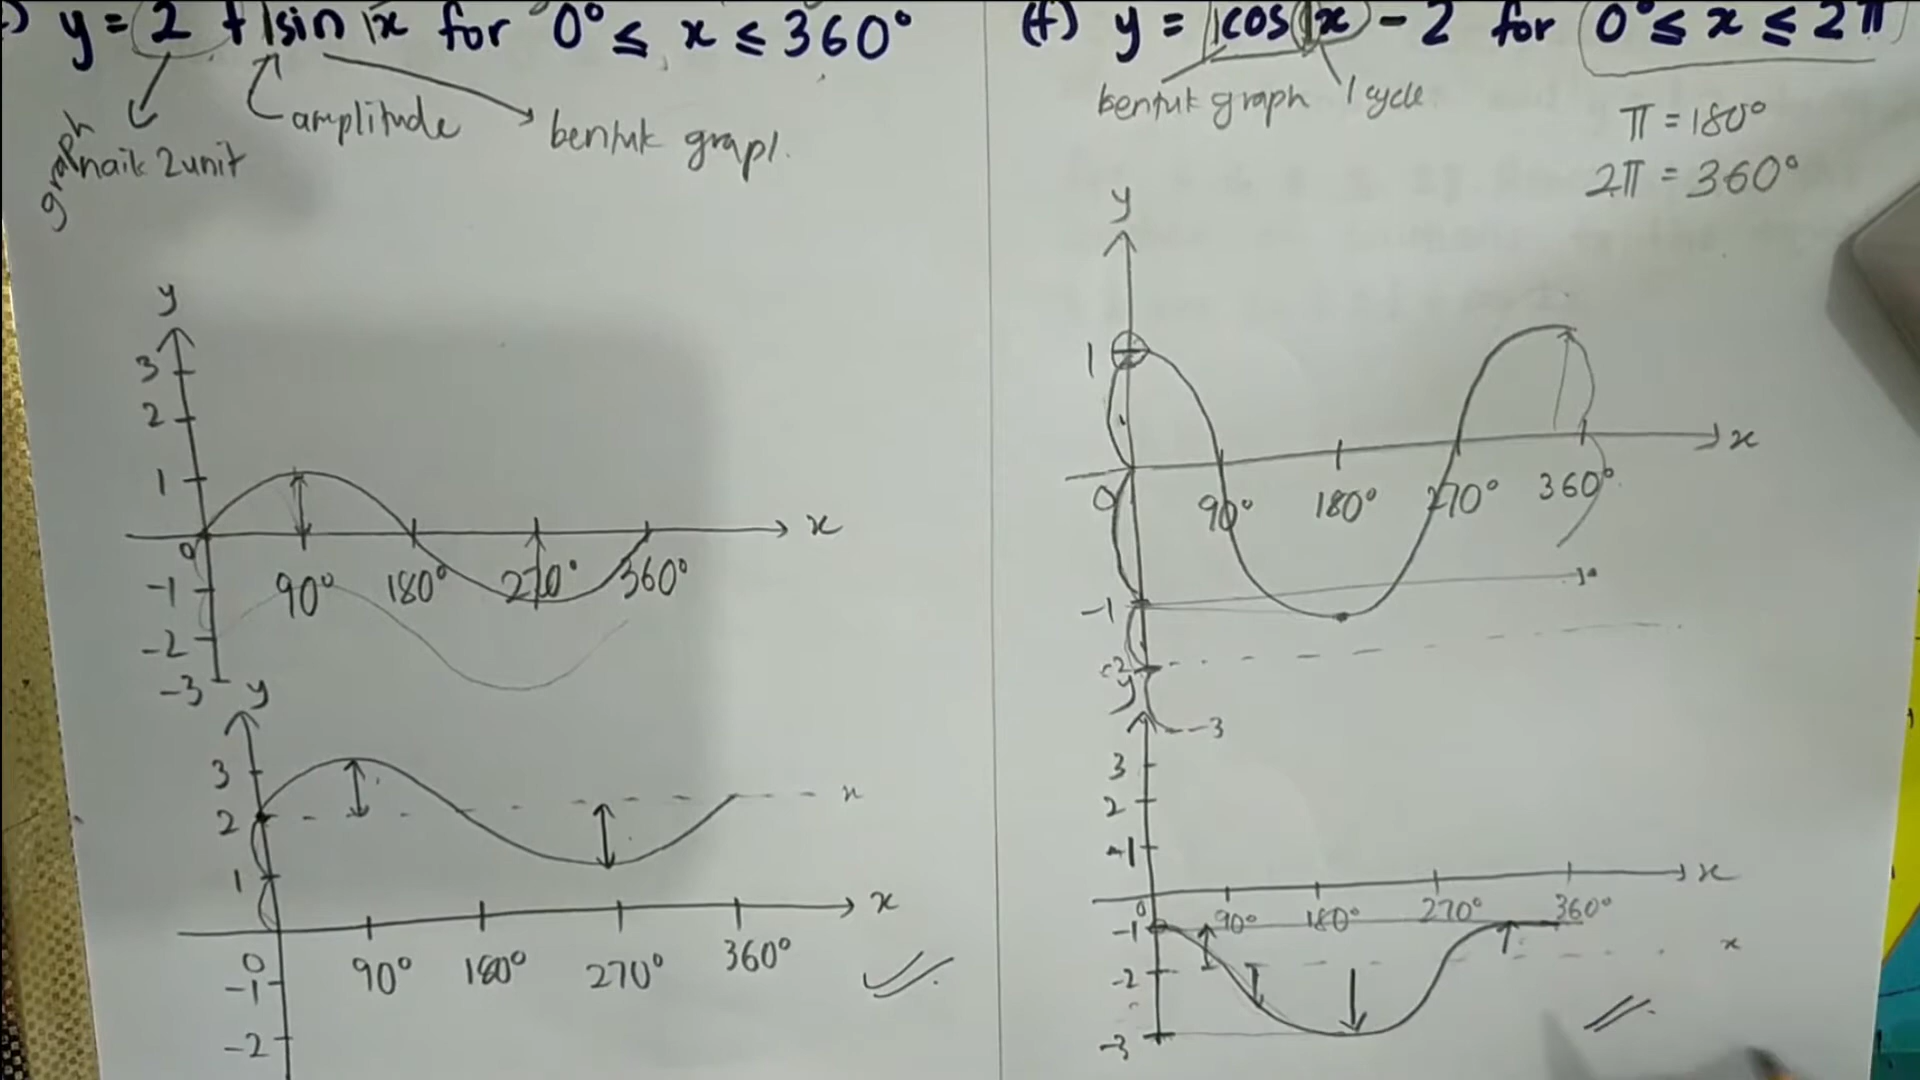 ) y = 2 + 1sin 1x for 0° ≤ x ≤ 360°
amplitude
bentuk grap
graph
naik 2unit
y
3
2
1
0
-1
-2
-3
90° 180° 270° 360°
x
y
3
2
1
0
-1
-2
90° 180° 270° 360°
x
x
(f) y = 1cos 1x - 2 for 0° ≤ x ≤ 2π
bentuk graph 1 cycle
π = 180°
2π = 360°
y
1
0
-1
-2
-3
90° 180° 270° 360°
x
y
3
2
1
0
-1
-2
-3
90° 180° 270° 360°
x
x